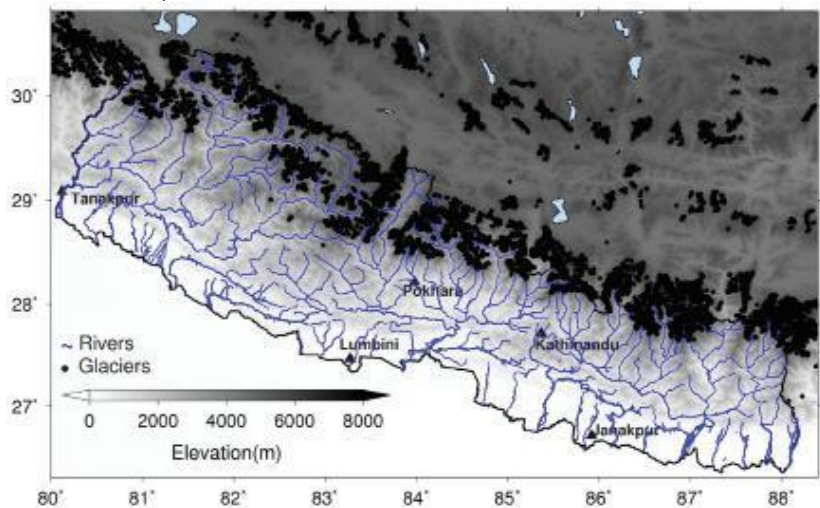 30°
29°
28°
27°
Tanakpur
Pokhara
Lumbini
Kathmandu
Janakpur
Rivers
Glaciers
0 2000 4000 6000 8000
Elevation(m)
80° 81° 82° 83° 84° 85° 86° 87° 88°